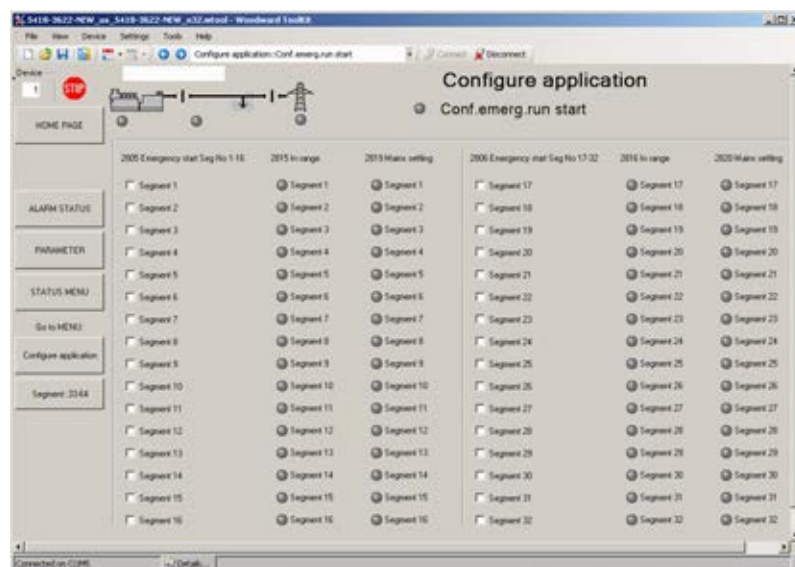 5418-3622-NEW_us_5418-3622-NEW_n32.wtool - Woodward ToolKit
File View Device Settings Tools Help
Configure application::Conf.emerg.run start Connect Disconnect
Device
1 STOP
Configure application
Conf.emerg.run start
HOME PAGE
ALARM STATUS
PARAMETER
STATUS MENU
Go to MENU:
Configure application
Segment: 33-64
2805 Emergency start Seg No 1-16 2815 In range 2819 Mains setting 2806 Emergency start Seg No 17-32 2816 In range 2820 Mains setting
Segment 1 Segment 1 Segment 1 Segment 17 Segment 17 Segment 17
Segment 2 Segment 2 Segment 2 Segment 18 Segment 18 Segment 18
Segment 3 Segment 3 Segment 3 Segment 19 Segment 19 Segment 19
Segment 4 Segment 4 Segment 4 Segment 20 Segment 20 Segment 20
Segment 5 Segment 5 Segment 5 Segment 21 Segment 21 Segment 21
Segment 6 Segment 6 Segment 6 Segment 22 Segment 22 Segment 22
Segment 7 Segment 7 Segment 7 Segment 23 Segment 23 Segment 23
Segment 8 Segment 8 Segment 8 Segment 24 Segment 24 Segment 24
Segment 9 Segment 9 Segment 9 Segment 25 Segment 25 Segment 25
Segment 10 Segment 10 Segment 10 Segment 26 Segment 26 Segment 26
Segment 11 Segment 11 Segment 11 Segment 27 Segment 27 Segment 27
Segment 12 Segment 12 Segment 12 Segment 28 Segment 28 Segment 28
Segment 13 Segment 13 Segment 13 Segment 29 Segment 29 Segment 29
Segment 14 Segment 14 Segment 14 Segment 30 Segment 30 Segment 30
Segment 15 Segment 15 Segment 15 Segment 31 Segment 31 Segment 31
Segment 16 Segment 16 Segment 16 Segment 32 Segment 32 Segment 32
Connected on COM5 Details...